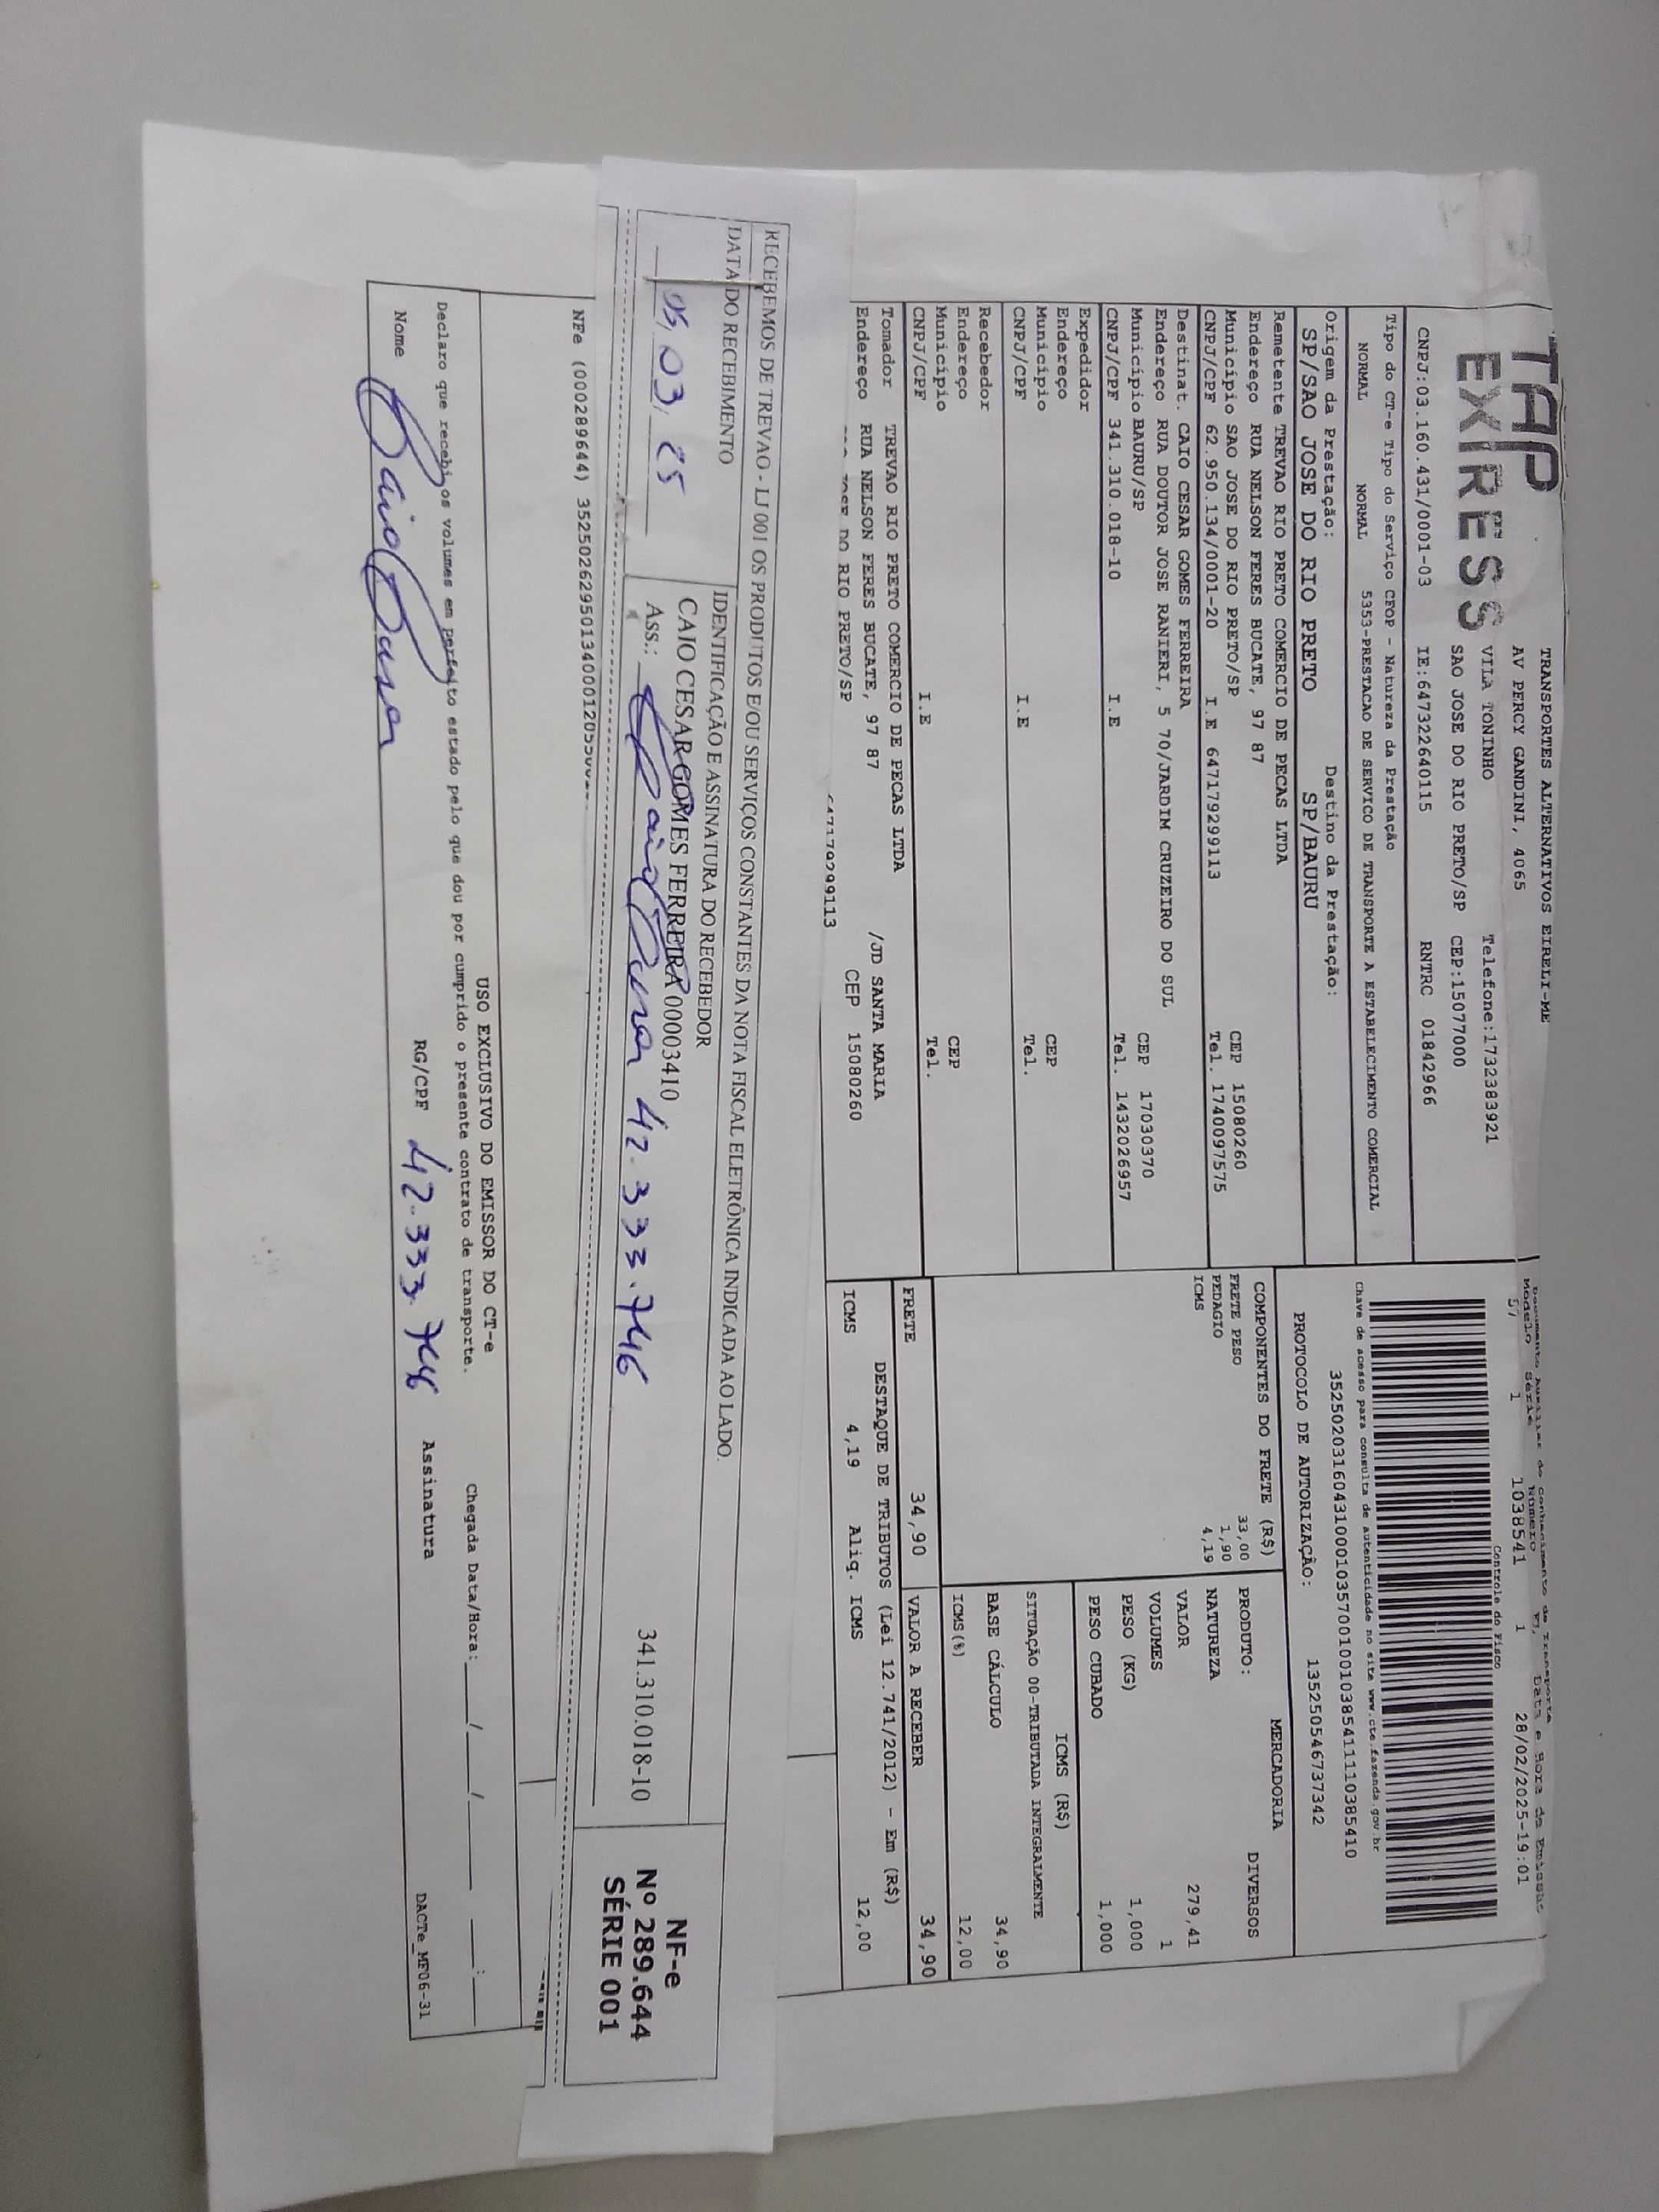 TAP
EXPRESS
TRANSPORTES ALTERNATIVOS EIRELI-ME
AV PERCY GANDINI, 4065
VILA TONINHO Telefone:1732383921
SAO JOSE DO RIO PRETO/SP CEP:15077000
CNPJ:03.160.431/0001-03 IE:647322640115 RNTRC 01842966
Tipo do CT-e Tipo do Serviço CFOP - Natureza da Prestação
NORMAL NORMAL 5353-PRESTACAO DE SERVICO DE TRANSPORTE A ESTABELECIMENTO COMERCIAL
Origem da Prestação: Destino da Prestação:
SP/SAO JOSE DO RIO PRETO SP/BAURU
Remetente TREVAO RIO PRETO COMERCIO DE PECAS LTDA
Endereço RUA NELSON FERES BUCATE, 97 87
Município SAO JOSE DO RIO PRETO/SP CEP 15080260
CNPJ/CPF 62.950.134/0001-20 I.E 647179299113 Tel. 1740097575
Destinat. CAIO CESAR GOMES FERREIRA
Endereço RUA DOUTOR JOSE RANIERI, 5 70/JARDIM CRUZEIRO DO SUL
Município BAURU/SP CEP 17030370
CNPJ/CPF 341.310.018-10 I.E Tel. 1432026957
Expedidor
Endereço
Município CEP
CNPJ/CPF I.E Tel.
Recebedor
Endereço
Município CEP
CNPJ/CPF I.E Tel.
Tomador TREVAO RIO PRETO COMERCIO DE PECAS LTDA
Endereço RUA NELSON FERES BUCATE, 97 87 /JD SANTA MARIA
JOSE DO RIO PRETO/SP CEP 15080260
647179299113
Documento Auxiliar do Conhecimento de Transporte
Modelo Série Número Fl. Data e Hora de Emissão
57 1 1038541 1 28/02/2025-19:01
Controle do Fisco
Chave de acesso para consulta de autenticidade no site www.cte.fazenda.gov.br
35250203160431000103570010010385411110385410
PROTOCOLO DE AUTORIZAÇÃO: 135250546737342
COMPONENTES DO FRETE (R$)
FRETE PESO 33,00
PEDAGIO 1,90
ICMS 4,19
MERCADORIA
PRODUTO: DIVERSOS
NATUREZA
VALOR 279,41
VOLUMES 1
PESO (KG) 1,000
PESO CUBADO 1,000
ICMS (R$)
SITUAÇÃO 00-TRIBUTADA INTEGRALMENTE
BASE CÁLCULO 34,90
ICMS(%) 12,00
FRETE 34,90 VALOR A RECEBER 34,90
DESTAQUE DE TRIBUTOS (Lei 12.741/2012) - Em (R$)
ICMS 4,19 Aliq. ICMS 12,00
RECEBEMOS DE TREVAO - LJ 001 OS PRODUTOS E/OU SERVIÇOS CONSTANTES DA NOTA FISCAL ELETRÔNICA INDICADA AO LADO.
DATA DO RECEBIMENTO IDENTIFICAÇÃO E ASSINATURA DO RECEBEDOR
CAIO CESAR GOMES FERREIRA 00003410 341.310.018-10
03 25 Ass.: 42.333.746
NF-e
Nº 289.644
SÉRIE 001
NFe (000289644)
USO EXCLUSIVO DO EMISSOR DO CT-e
Declaro que recebi os volumes em perfeito estado pelo que dou por cumprido o presente contrato de transporte. Chegada Data/Hora:___/___/___ ___:___
Nome RG/CPF 42.333.746 Assinatura
DACTe_MF06-31